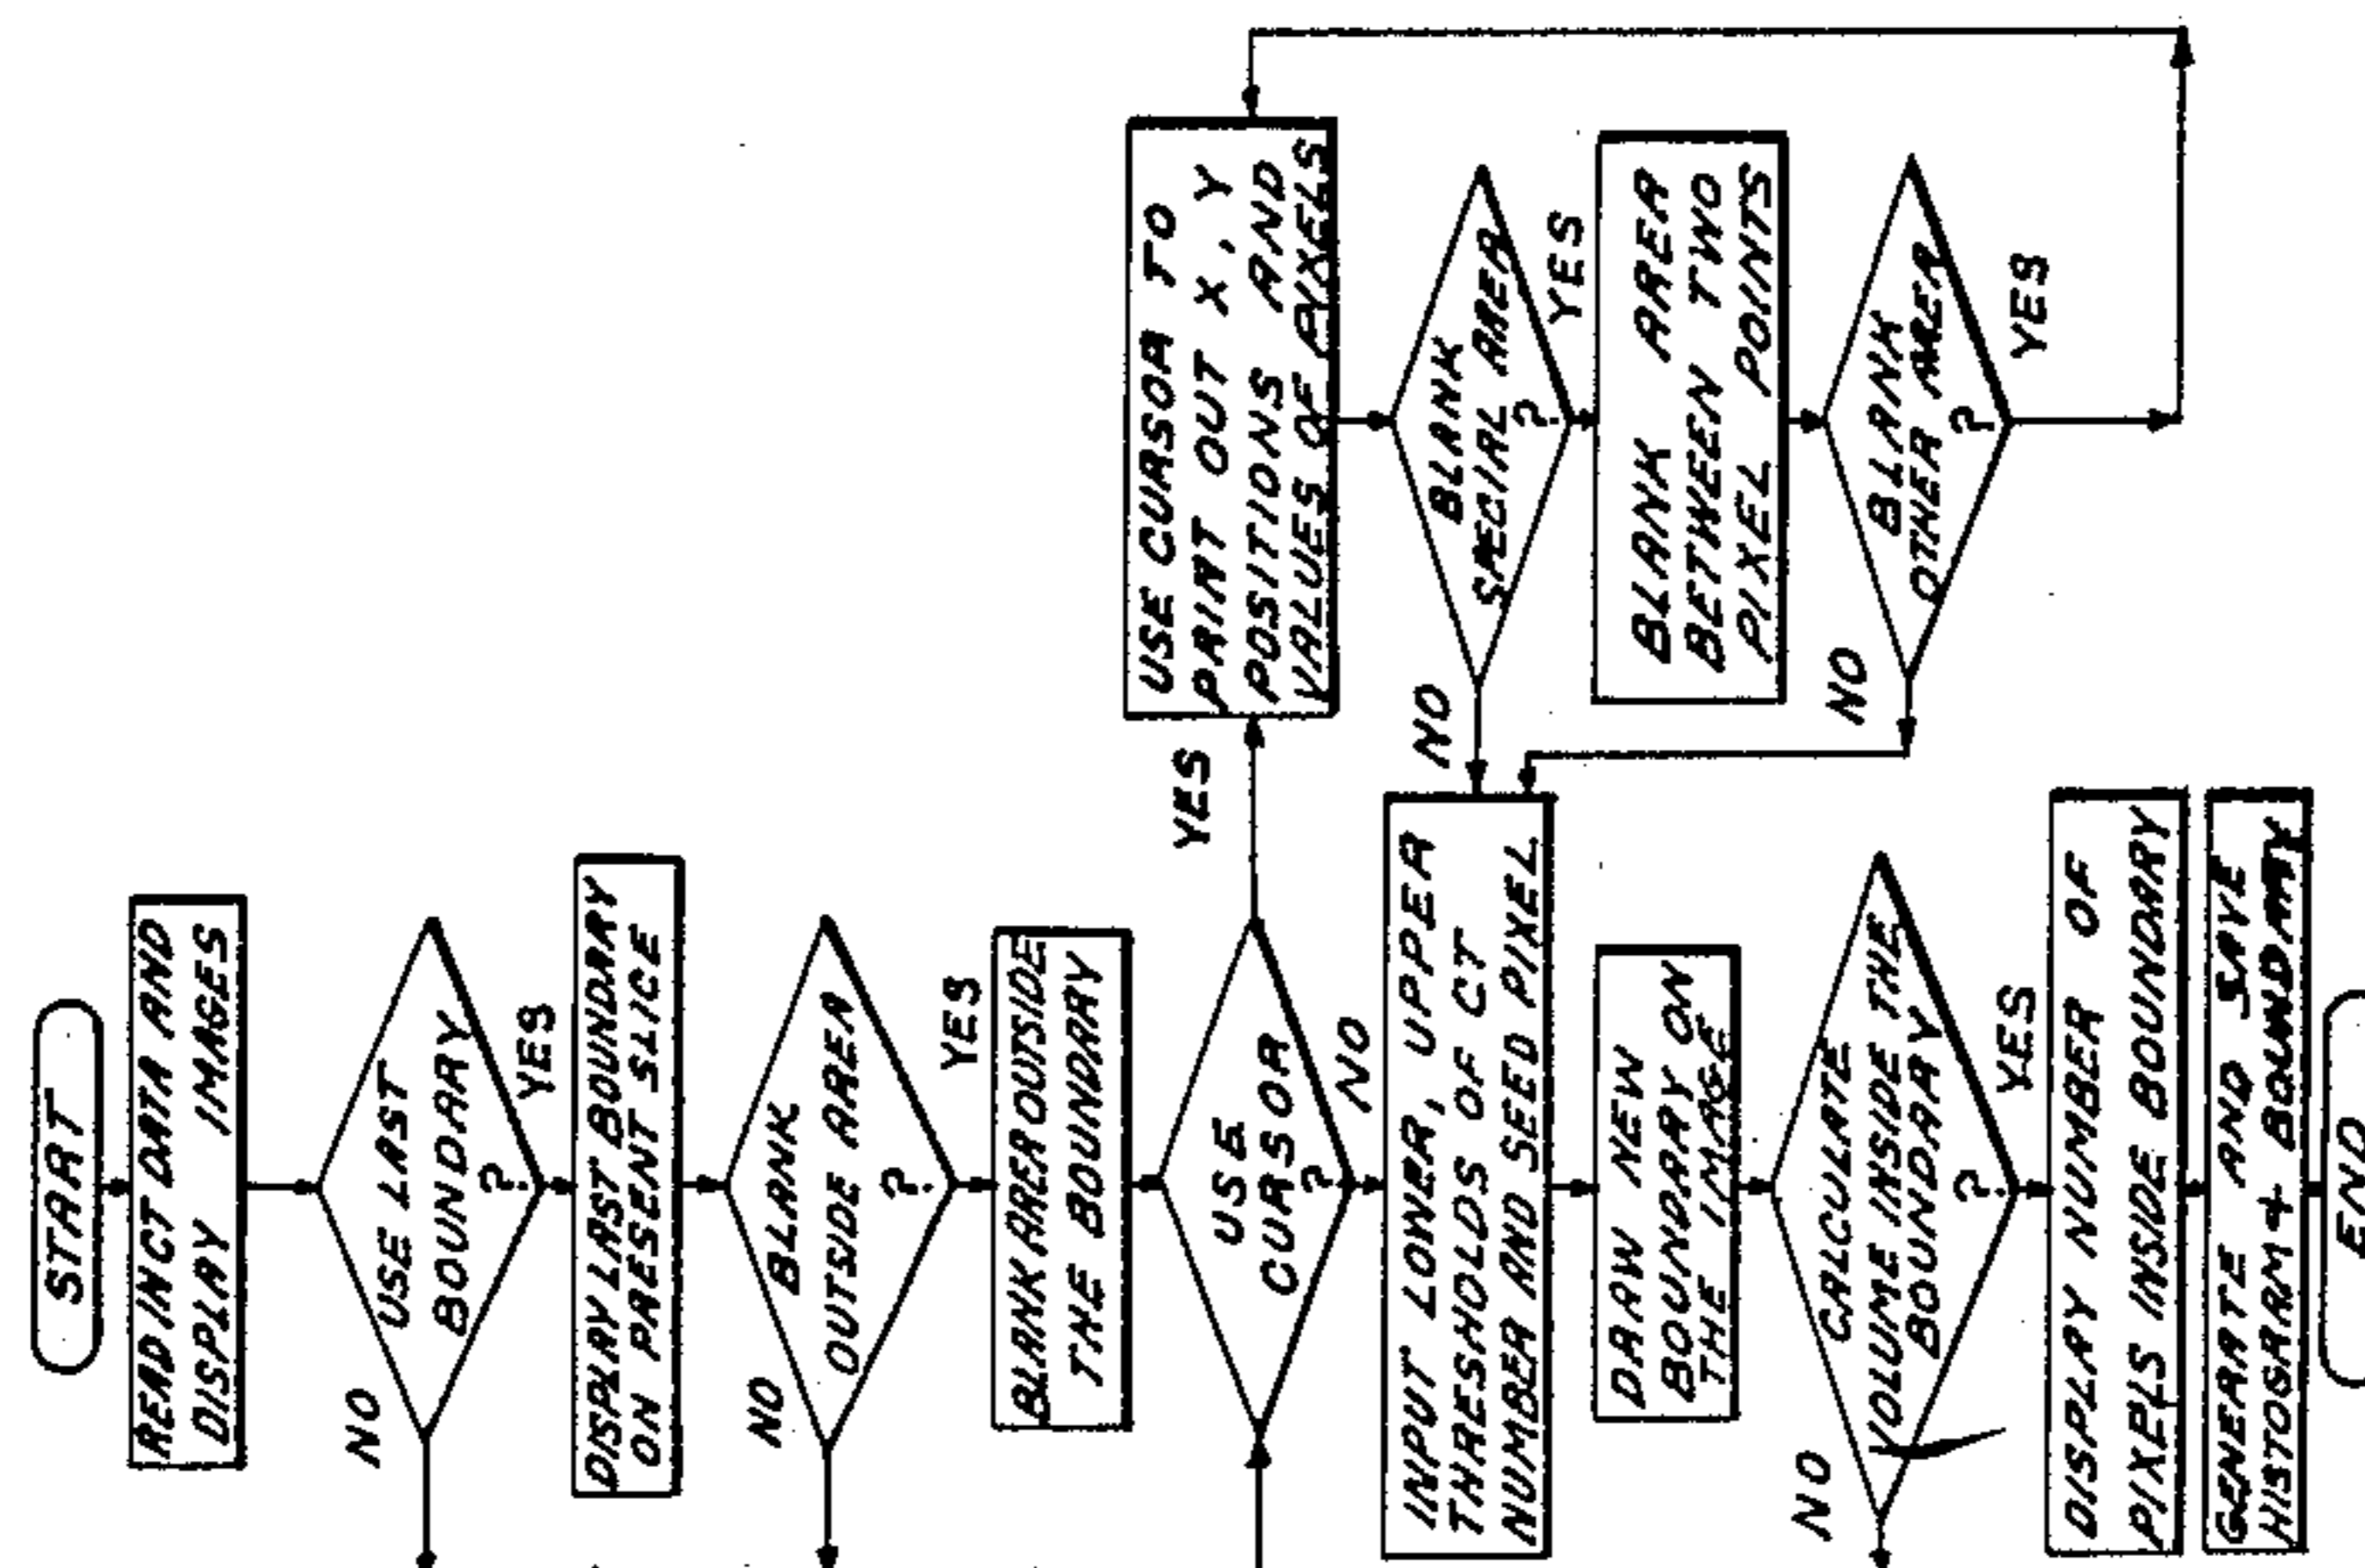 START
READ IN CT DATA AND
DISPLAY IMAGES
USE LAST
BOUNDARY
?
NO
YES
DISPLAY LAST BOUNDARY
ON PRESENT SLICE
BLANK
OUTSIDE AREA
?
NO
YES
BLANK AREA OUTSIDE
THE BOUNDARY
USE
CURSOR
?
YES
NO
USE CURSOR TO
PRINT OUT X, Y
POSITIONS AND
VALUES OF PIXELS
BLANK
SPECIAL AREA
?
NO
YES
BLANK AREA
BETWEEN TWO
PIXEL POINTS
BLANK
OTHER AREA
?
NO
YES
INPUT LOWER, UPPER
THRESHOLDS OF CT
NUMBER AND SEED PIXEL
DRAW NEW
BOUNDARY ON
THE IMAGE
CALCULATE
VOLUME INSIDE THE
BOUNDARY
?
NO
YES
DISPLAY NUMBER OF
PIXELS INSIDE BOUNDARY
GENERATE AND SAVE
HISTOGRAM & BOUNDARY
END